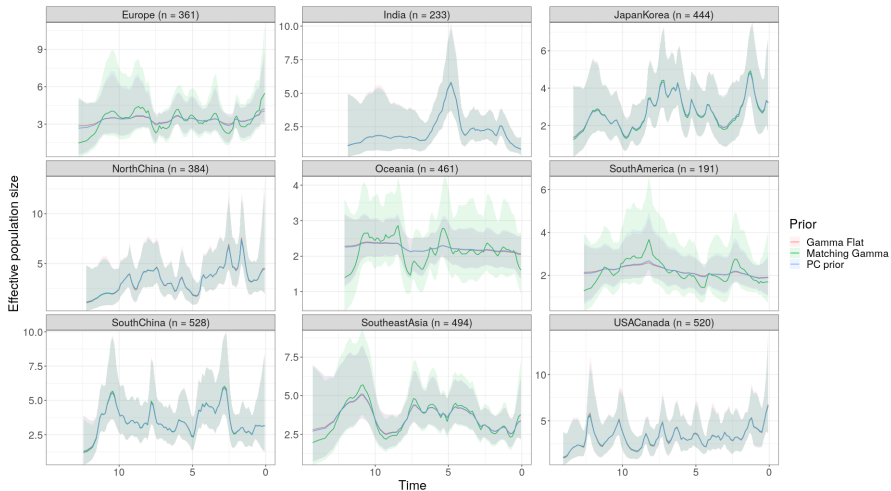 Europe (n = 361)
India (n = 233)
JapanKorea (n = 444)
9
6
3
10.0
7.5
5.0
2.5
6
4
2
NorthChina (n = 384)
Oceania (n = 461)
SouthAmerica (n = 191)
10
5
4
3
2
1
6
4
2
SouthChina (n = 528)
SoutheastAsia (n = 494)
USACanada (n = 520)
10.0
7.5
5.0
2.5
7.5
5.0
2.5
10
5
10 5 0
10 5 0
10 5 0
Time
Effective population size
Prior
Gamma Flat
Matching Gamma
PC prior